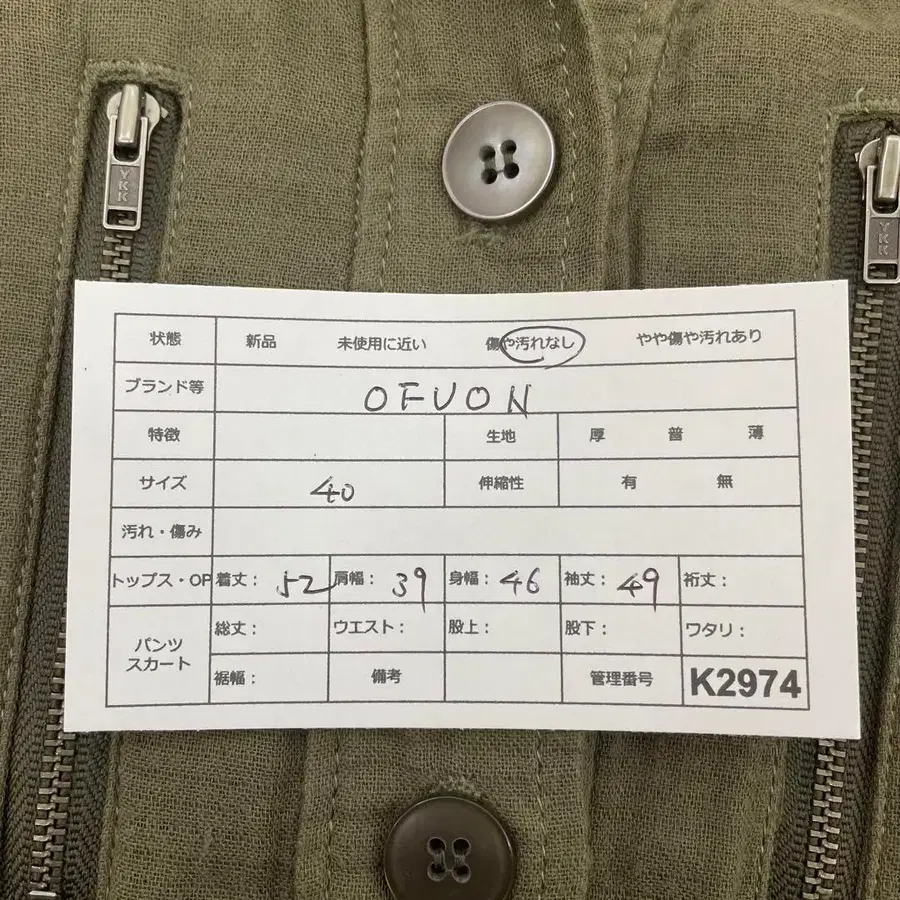 YKK
YKK
状態 新品 未使用に近い 傷や汚れなし やや傷や汚れあり
ブランド等 OFUON
特徴 生地 厚 普 薄
サイズ 40 伸縮性 有 無
汚れ・傷み
トップス・OP 着丈： 52 肩幅： 39 身幅： 46 袖丈： 49 裄丈：
パンツ
スカート
総丈： ウエスト： 股上： 股下： ワタリ：
裾幅： 備考 管理番号 K2974